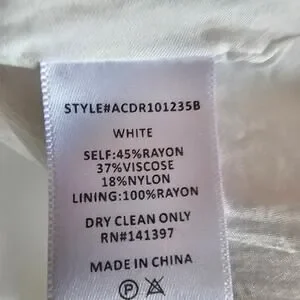 STYLE#ACDR101235B
WHITE
SELF:45%RAYON
37%VISCOSE
18%NYLON
LINING:100%RAYON
DRY CLEAN ONLY
RN#141397
MADE IN CHINA
P